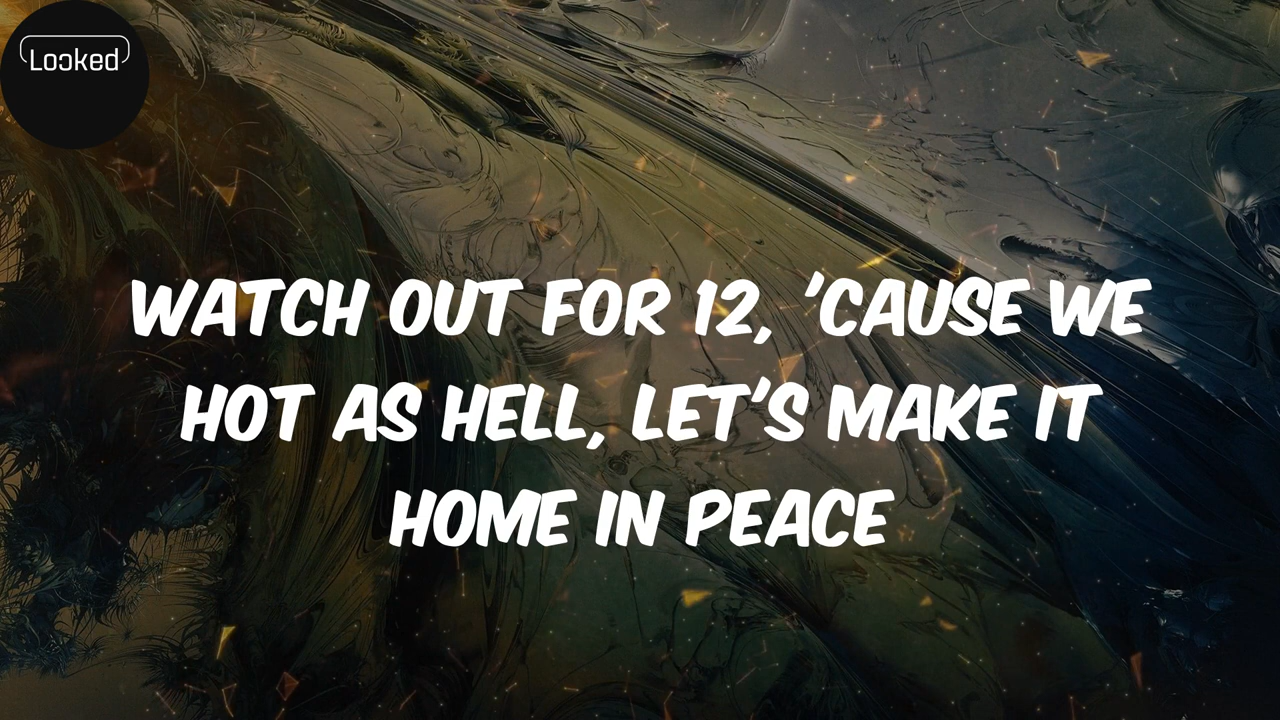 Looked
WATCH OUT FOR 12, 'CAUSE WE
HOT AS HELL, LET'S MAKE IT
HOME IN PEACE